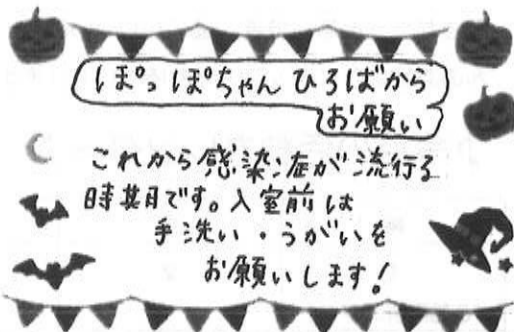 ぽっぽちゃんひろばから
お願い
これから感染症が流行る
時期です。入室前は
手洗い・うがいを
お願いします！